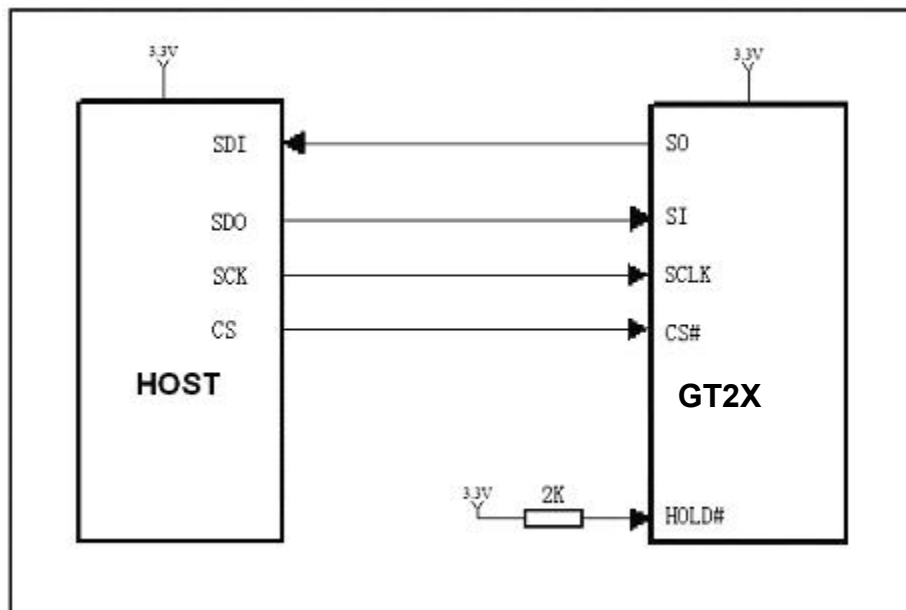 3.3V
3.3V
SDI
SO
SDO
SI
SCK
SCLK
CS
CS#
HOST
GT2X
3.3V
2K
HOLD#